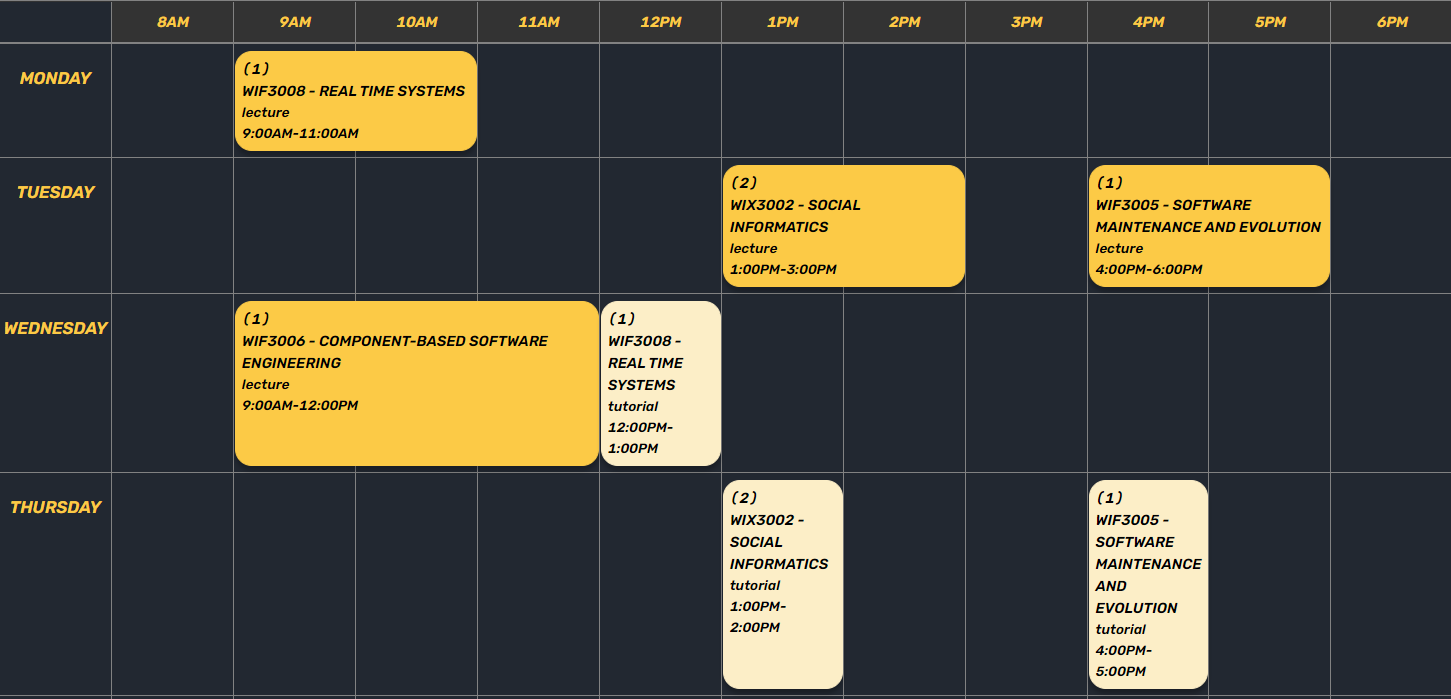 8AM 9AM 10AM 11AM 12PM 1PM 2PM 3PM 4PM 5PM 6PM
MONDAY
(1)
WIF3008 - REAL TIME SYSTEMS
lecture
9:00AM-11:00AM
TUESDAY
(2)
WIX3002 - SOCIAL
INFORMATICS
lecture
1:00PM-3:00PM
(1)
WIF3005 - SOFTWARE
MAINTENANCE AND EVOLUTION
lecture
4:00PM-6:00PM
WEDNESDAY
(1)
WIF3006 - COMPONENT-BASED SOFTWARE
ENGINEERING
lecture
9:00AM-12:00PM
(1)
WIF3008 -
REAL TIME
SYSTEMS
tutorial
12:00PM-
1:00PM
THURSDAY
(2)
WIX3002 -
SOCIAL
INFORMATICS
tutorial
1:00PM-
2:00PM
(1)
WIF3005 -
SOFTWARE
MAINTENANCE
AND
EVOLUTION
tutorial
4:00PM-
5:00PM